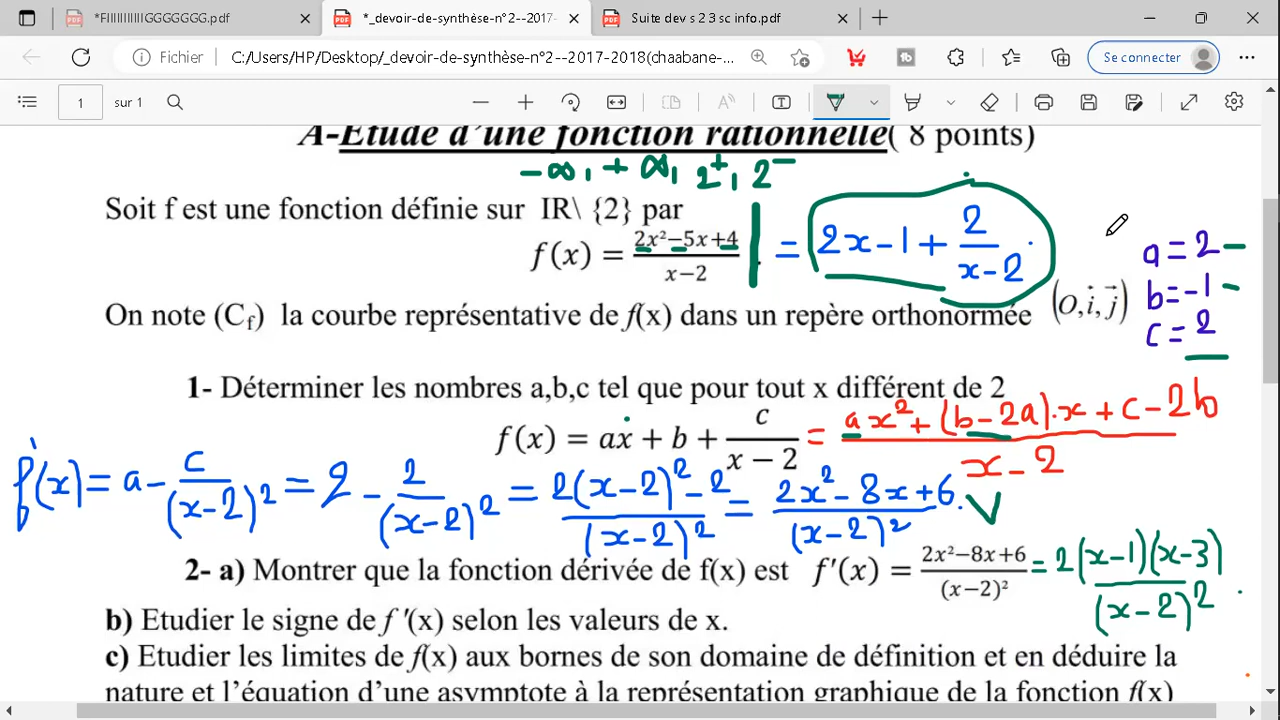 *FIIIIIIIIIIIGGGGGGG.pdf
*_devoir-de-synthèse-n°2--2017-
Suite dev s 2 3 sc info.pdf
Fichier
C:/Users/HP/Desktop/_devoir-de-synthèse-n°2--2017-2018(chaabane-...
Se connecter
1 sur 1
A-Etude d'une fonction rationnelle( 8 points)
-∞, +∞, 2⁺, 2⁻
Soit f est une fonction définie sur IR\ {2} par
f(x) = (2x²−5x+4)/(x−2) = 2x-1 + 2/(x-2).
a = 2
b = -1
c = 2
On note (Cf) la courbe représentative de f(x) dans un repère orthonormée (O,i,j)
1- Déterminer les nombres a,b,c tel que pour tout x différent de 2
f(x) = ax + b + c/(x − 2) = (ax² + (b-2a).x + c-2b)/(x-2)
f'(x) = a - c/(x-2)² = 2 - 2/(x-2)² = (2(x-2)²-2)/(x-2)² = (2x²-8x+6)/(x-2)².
2- a) Montrer que la fonction dérivée de f(x) est f′(x) = (2x²−8x+6)/(x−2)² = 2(x-1)(x-3)/(x-2)².
b) Etudier le signe de f '(x) selon les valeurs de x.
c) Etudier les limites de f(x) aux bornes de son domaine de définition et en déduire la
nature et l'équation d'une asymptote à la représentation graphique de la fonction f(x)